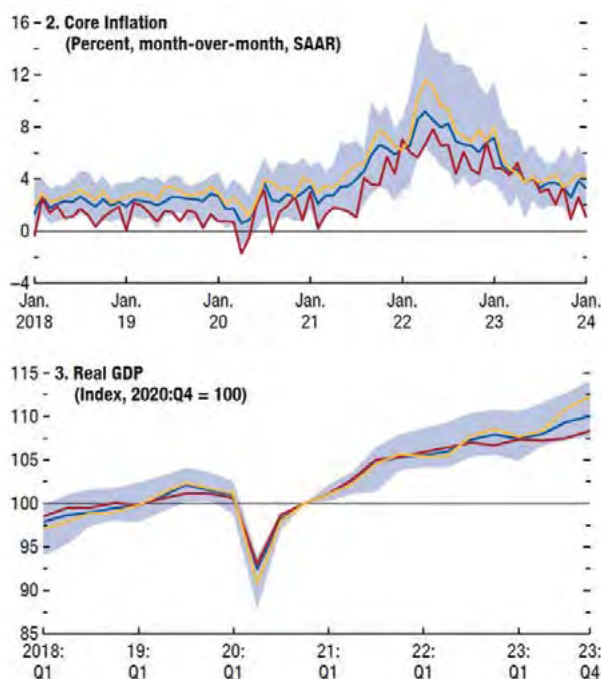 16
2. Core Inflation
(Percent, month-over-month, SAAR)
12
8
4
0
−4
Jan. Jan. Jan. Jan. Jan. Jan. Jan.
2018 19 20 21 22 23 24
115
3. Real GDP
(Index, 2020:Q4 = 100)
110
105
100
95
90
85
2018: 19: 20: 21: 22: 23: 23:
Q1 Q1 Q1 Q1 Q1 Q1 Q4